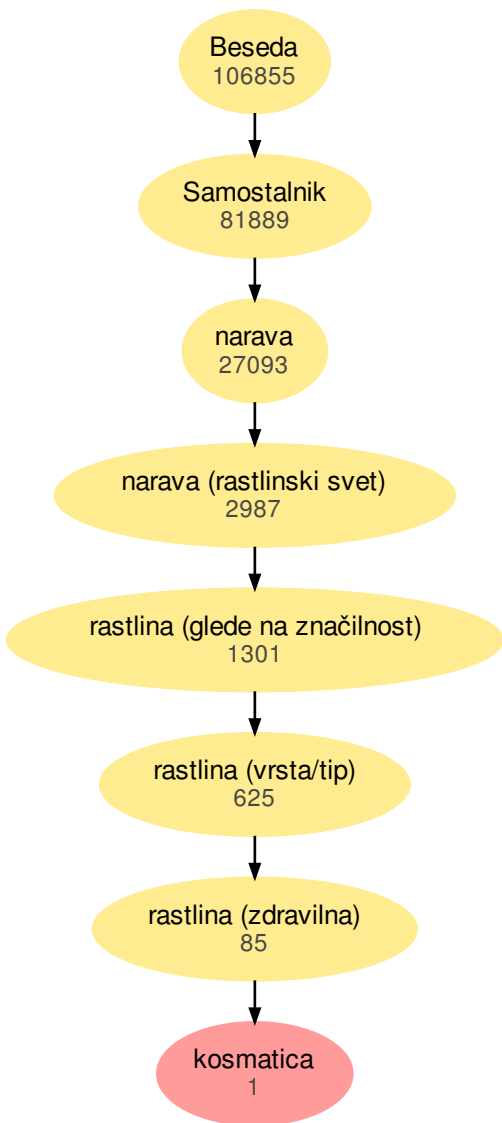 Beseda
106855
Samostalnik
81889
narava
27093
narava (rastlinski svet)
2987
rastlina (glede na značilnost)
1301
rastlina (vrsta/tip)
625
rastlina (zdravilna)
85
kosmatica
1